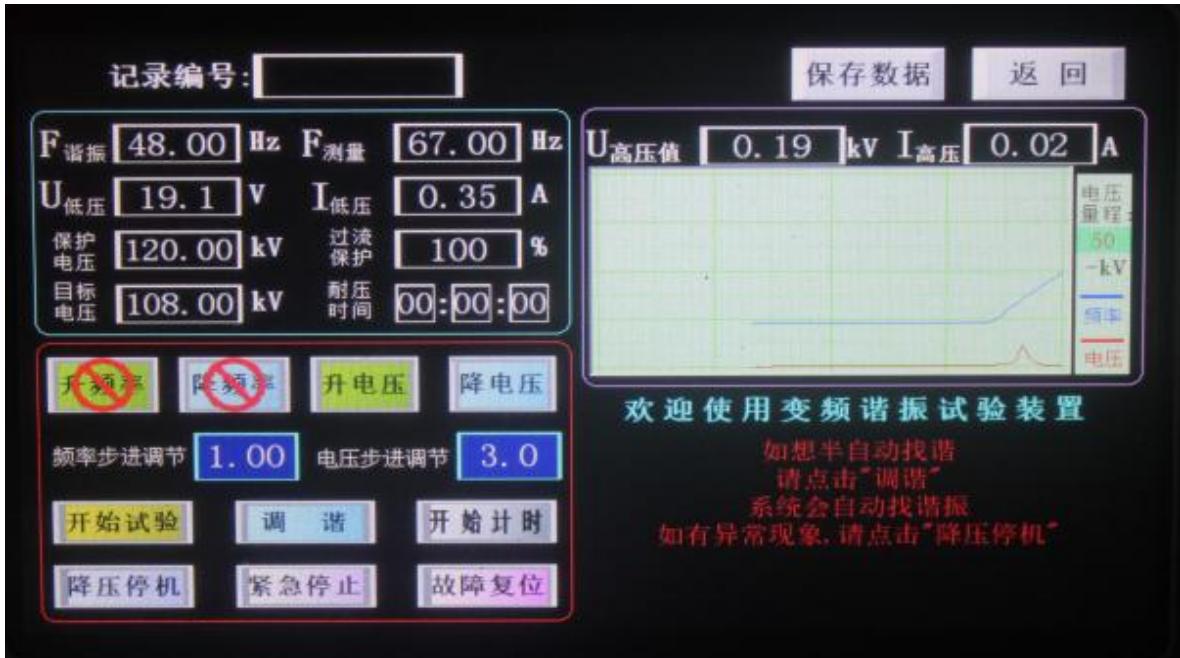 记录编号:
保存数据 返回
F谐振 48.00 Hz F测量 67.00 Hz
U低压 19.1 V I低压 0.35 A
保护电压 120.00 kV 过流保护 100 %
目标电压 108.00 kV 耐压时间 00:00:00
U高压值 0.19 kV I高压 0.02 A
电压
量程:
50
-kV
频率
电压
升频率 降频率 升电压 降电压
频率步进调节 1.00 电压步进调节 3.0
开始试验 调谐 开始计时
降压停机 紧急停止 故障复位
欢迎使用变频谐振试验装置
如想半自动找谐
请点击"调谐"
系统会自动找谐振
如有异常现象,请点击"降压停机"